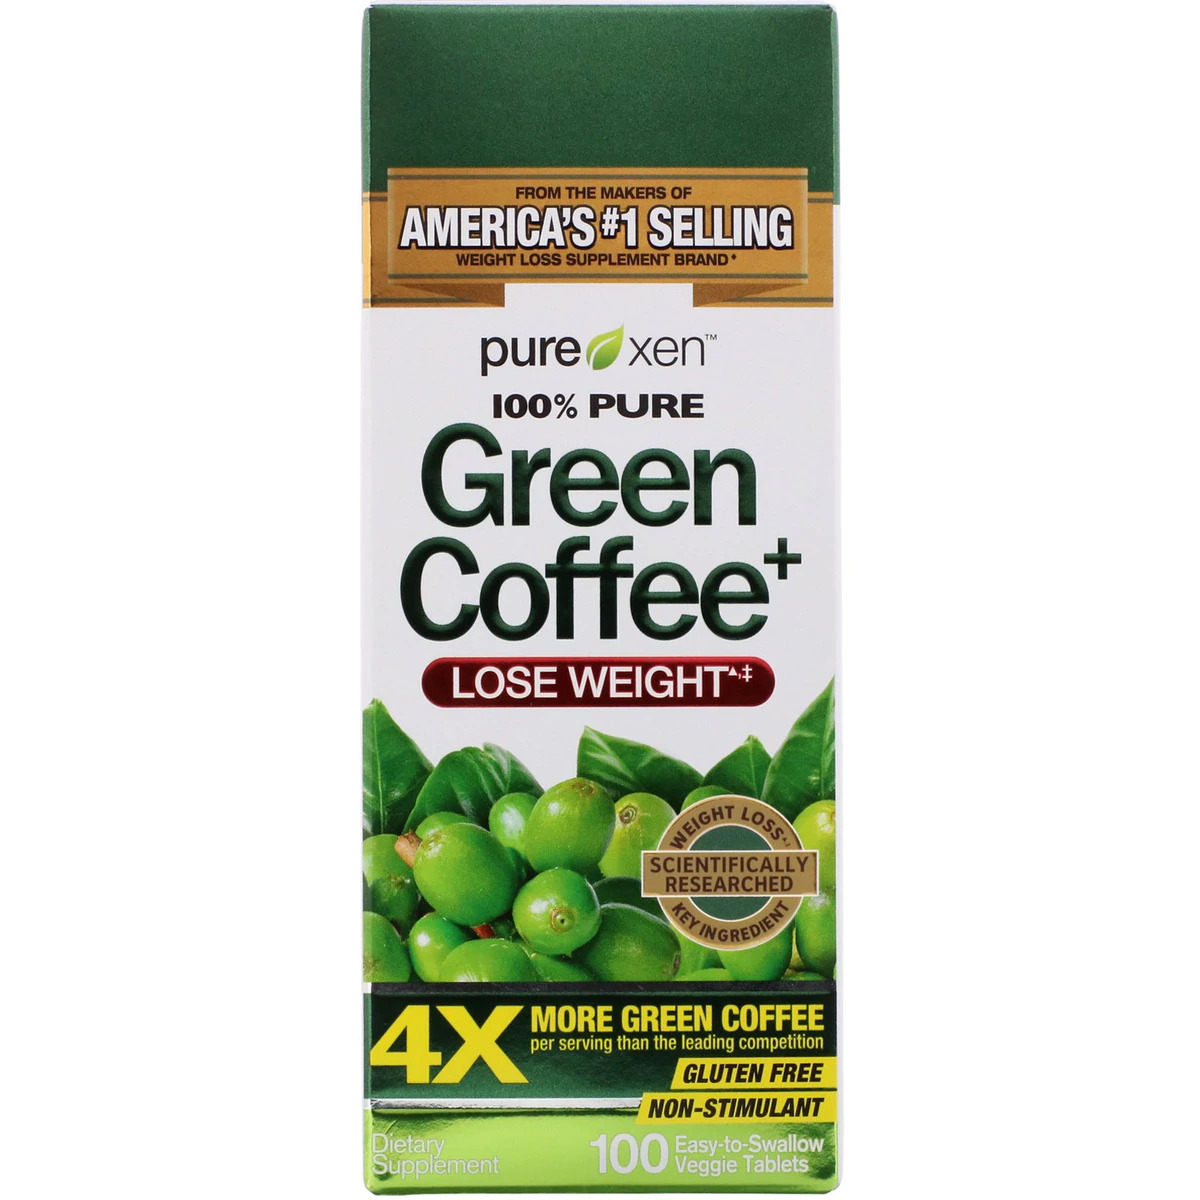 FROM THE MAKERS OF
AMERICA'S #1 SELLING
WEIGHT LOSS SUPPLEMENT BRAND♦
pure xen™
100% PURE
Green
Coffee+
LOSE WEIGHT▲,‡
WEIGHT LOSS
SCIENTIFICALLY
RESEARCHED
KEY INGREDIENT
4X
MORE GREEN COFFEE
per serving than the leading competition
GLUTEN FREE
NON-STIMULANT
Dietary
Supplement
100 Easy-to-Swallow
Veggie Tablets